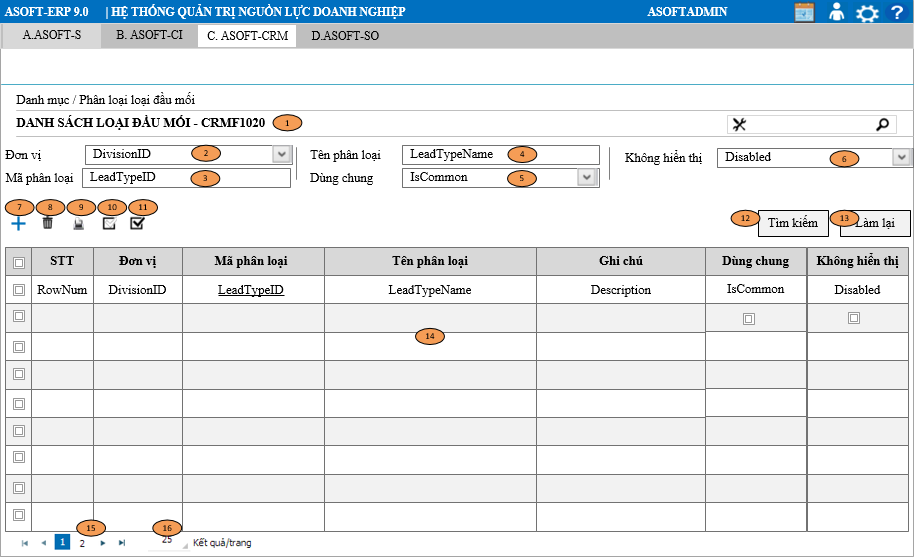 ASOFT-ERP 9.0 | HỆ THỐNG QUẢN TRỊ NGUỒN LỰC DOANH NGHIỆP ASOFTADMIN ?
A.ASOFT-S B. ASOFT-CI C. ASOFT-CRM D.ASOFT-SO
Danh mục / Phân loại loại đầu mối
DANH SÁCH LOẠI ĐẦU MỐI - CRMF1020 1
Đơn vị DivisionID 2 Tên phân loại LeadTypeName 4 Không hiển thị Disabled 6
Mã phân loại LeadTypeID 3 Dùng chung IsCommon 5
7 8 9 10 11
12 Tìm kiếm 13 Làm lại
STT Đơn vị Mã phân loại Tên phân loại Ghi chú Dùng chung Không hiển thị
RowNum DivisionID LeadTypeID LeadTypeName Description IsCommon Disabled
14
15 16
1 2 25 Kết quả/trang